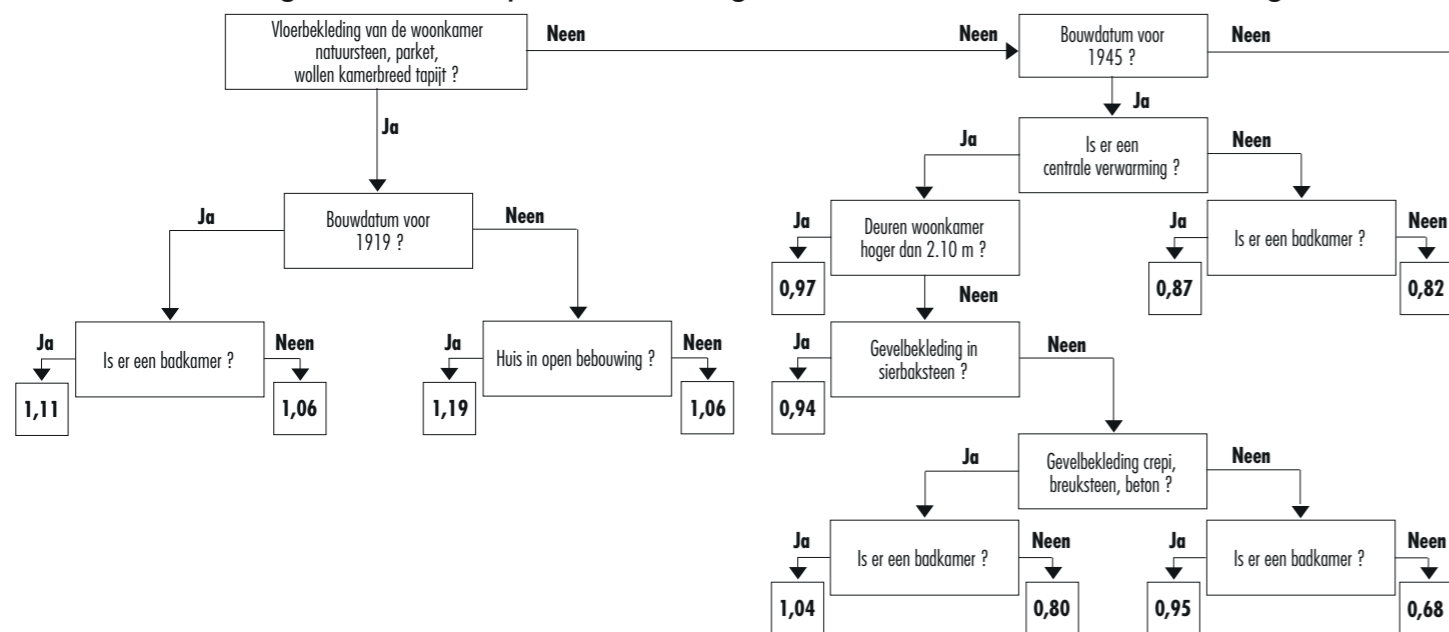 Vloerbekleding van de woonkamer
natuursteen, parket,
wollen kamerbreed tapijt ?
Neen
Neen
Bouwdatum voor
1945 ?
Neen
Ja
Ja
Ja
Is er een
centrale verwarming ?
Neen
Ja
Bouwdatum voor
1919 ?
Neen
Ja
Deuren woonkamer
hoger dan 2.10 m ?
Ja
Is er een badkamer ?
Neen
0,97
Neen
0,87
0,82
Ja
Is er een badkamer ?
Neen
Ja
Huis in open bebouwing ?
Neen
Ja
Gevelbekleding in
sierbaksteen ?
Neen
1,11
1,06
1,19
1,06
0,94
Ja
Gevelbekleding crepi,
breuksteen, beton ?
Neen
Ja
Is er een badkamer ?
Neen
Ja
Is er een badkamer ?
Neen
1,04
0,80
0,95
0,68